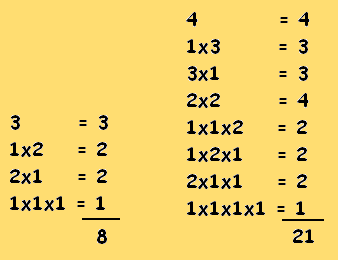 3 = 3
1x2 = 2
2x1 = 2
1x1x1 = 1
8
4 = 4
1x3 = 3
3x1 = 3
2x2 = 4
1x1x2 = 2
1x2x1 = 2
2x1x1 = 2
1x1x1x1 = 1
21